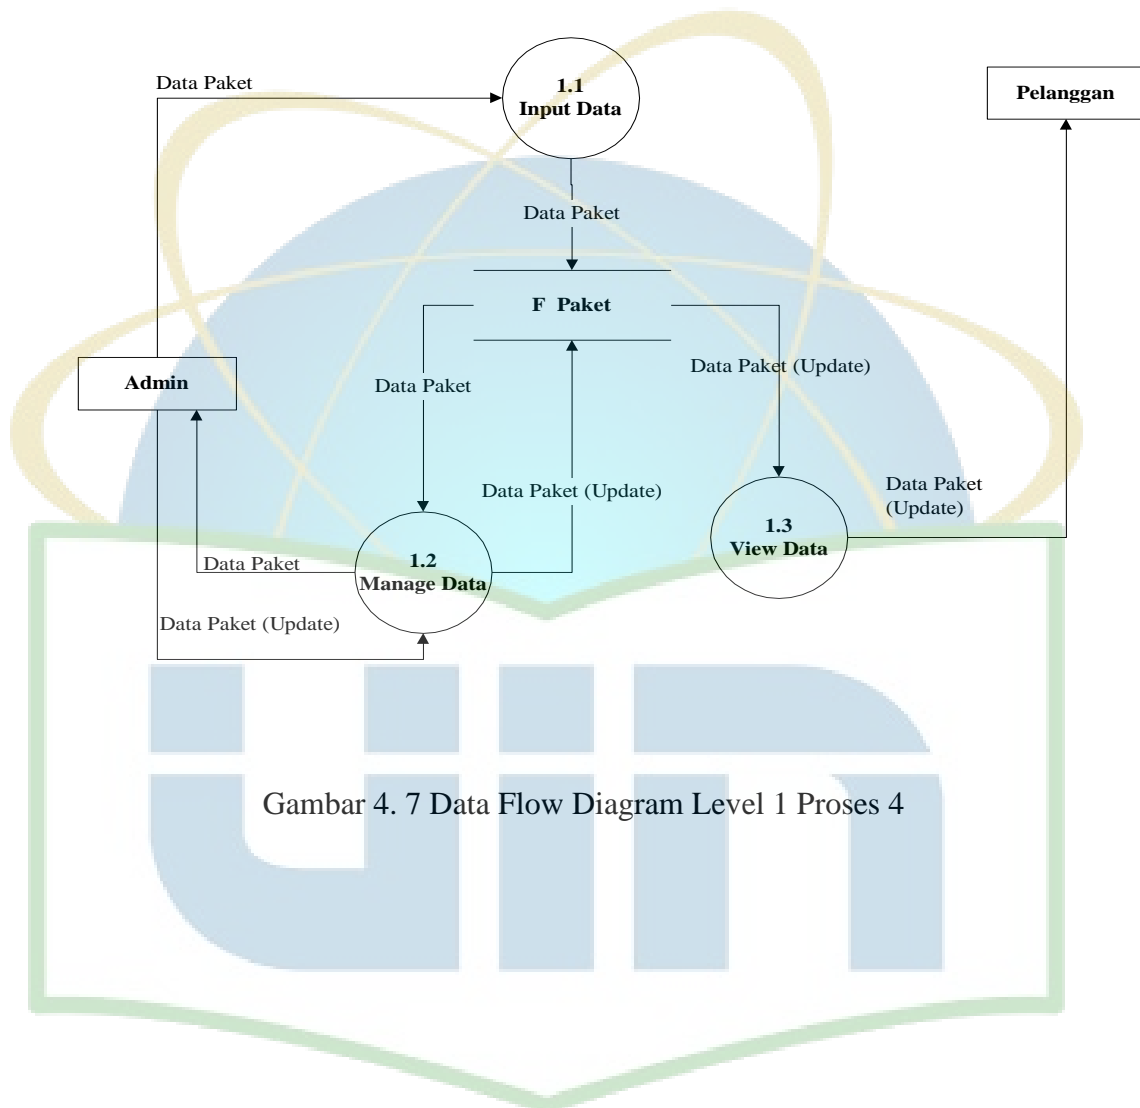 Data Paket
1.1
Input Data
Pelanggan
Data Paket
F Paket
Data Paket (Update)
Admin
Data Paket
Data Paket
(Update)
Data Paket (Update)
1.3
View Data
1.2
Manage Data
Data Paket
Data Paket (Update)
Gambar 4. 7 Data Flow Diagram Level 1 Proses 4
uin